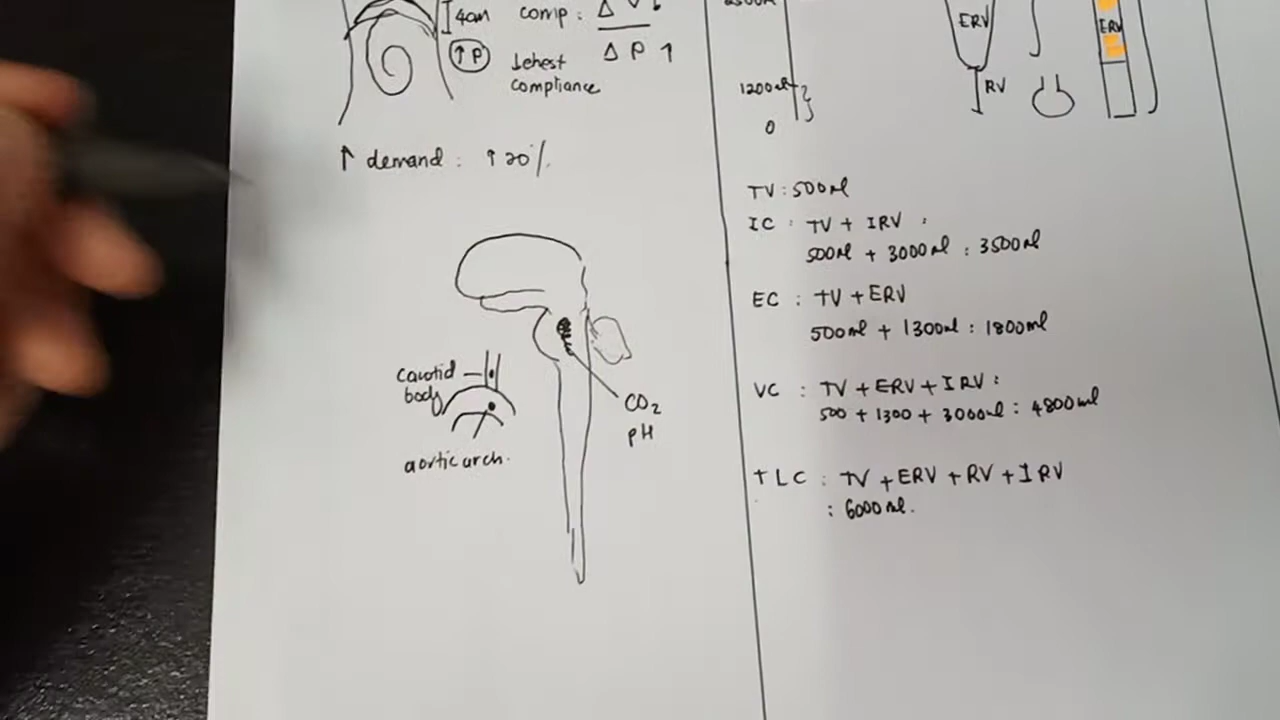 4cm comp : Δ V
↑P Δ P ↑
chest
compliance
↑ demand : ↑ 20%
carotid
body
aortic arch.
CO2
pH
ERV
ERV
1200ml
RV
0
TV : 500ml
IC : TV + IRV :
500ml + 3000ml : 3500ml
EC : TV + ERV
500ml + 1300ml : 1800ml
VC : TV + ERV + IRV :
500 + 1300 + 3000ml : 4800ml
TLC : TV + ERV + RV + IRV
: 6000ml.